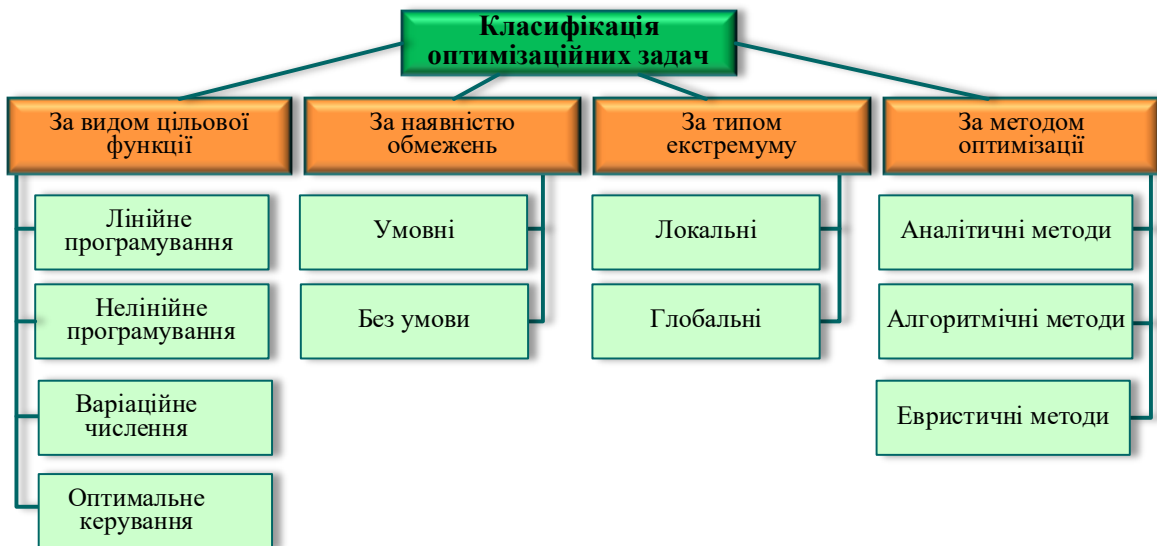 Класифікація
оптимізаційних задач
За видом цільової
функції
Лінійне
програмування
Нелінійне
програмування
Варіаційне
числення
Оптимальне
керування
За наявністю
обмежень
Умовні
Без умови
За типом
екстремуму
Локальні
Глобальні
За методом
оптимізації
Аналітичні методи
Алгоритмічні методи
Евристичні методи